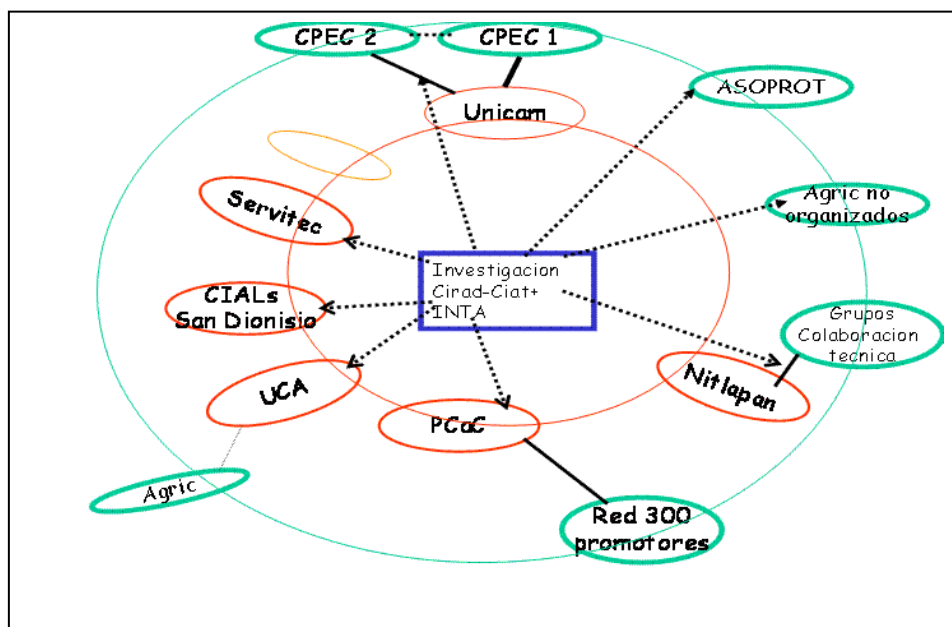 CPEC 2
CPEC 1
ASOPROT
Unicam
Servitec
Agric no
organizados
Investigacion
Cirad-Ciat+
INTA
CIALs
San Dionisio
Grupos
Colaboracion
tecnica
UCA
Nitlapan
PCaC
Agric
Red 300
promotores